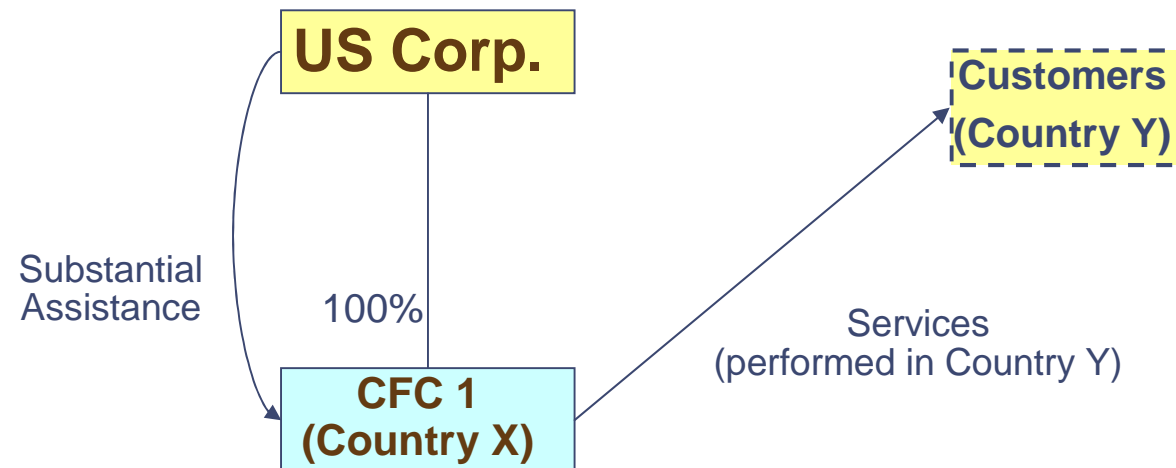 US Corp.
Customers
(Country Y)
Substantial
Assistance
100%
Services
(performed in Country Y)
CFC 1
(Country X)